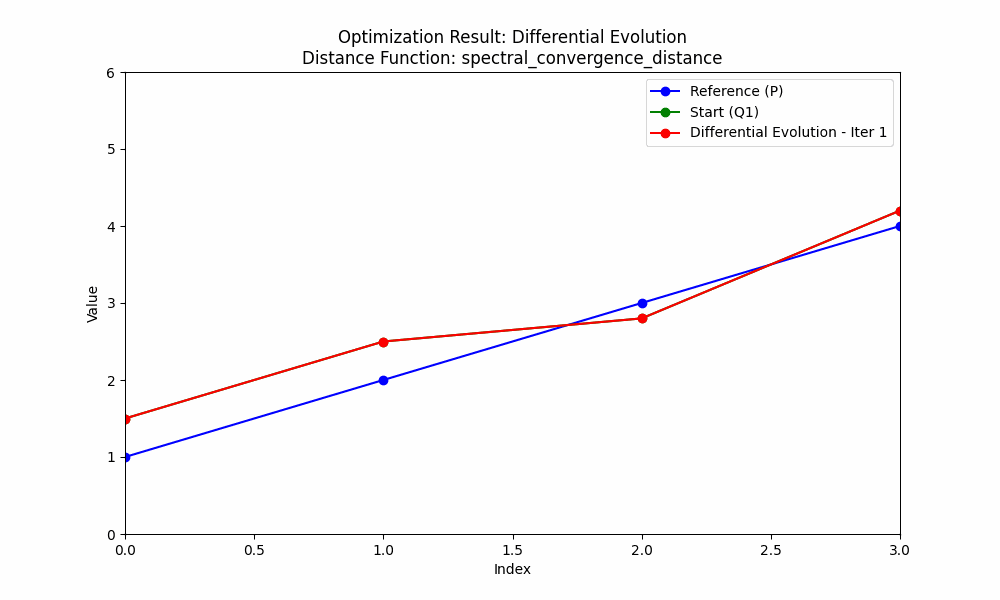 Optimization Result: Differential Evolution
Distance Function: spectral_convergence_distance
Reference (P)
Start (Q1)
Differential Evolution - Iter 1
6
5
4
3
2
1
0
Value
0.0 0.5 1.0 1.5 2.0 2.5 3.0
Index